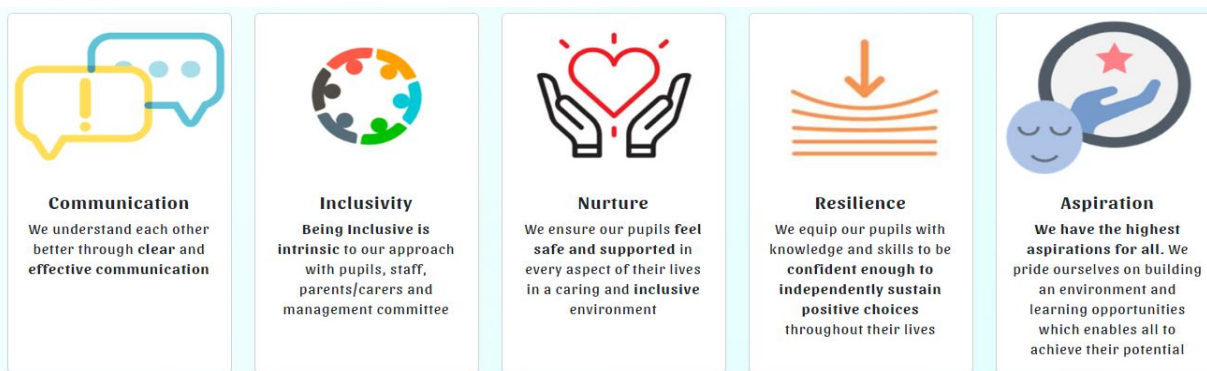 Communication
We understand each other
better through clear and
effective communication
Inclusivity
Being Inclusive is
intrinsic to our approach
with pupils, staff,
parents/carers and
management committee
Nurture
We ensure our pupils feel
safe and supported in
every aspect of their lives
in a caring and inclusive
environment
Resilience
We equip our pupils with
knowledge and skills to be
confident enough to
independently sustain
positive choices
throughout their lives
Aspiration
We have the highest
aspirations for all. We
pride ourselves on building
an environment and
learning opportunities
which enables all to
achieve their potential